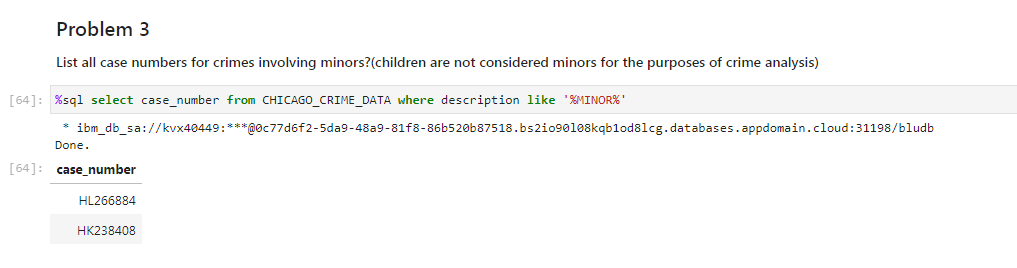 Problem 3
List all case numbers for crimes involving minors?(children are not considered minors for the purposes of crime analysis)
[64]: %sql select case_number from CHICAGO_CRIME_DATA where description like '%MINOR%'
* ibm_db_sa://kvx40449:***@0c77d6f2-5da9-48a9-81f8-86b520b87518.bs2io90l08kqb1od8lcg.databases.appdomain.cloud:31198/bludb
Done.
[64]: case_number
HL266884
HK238408